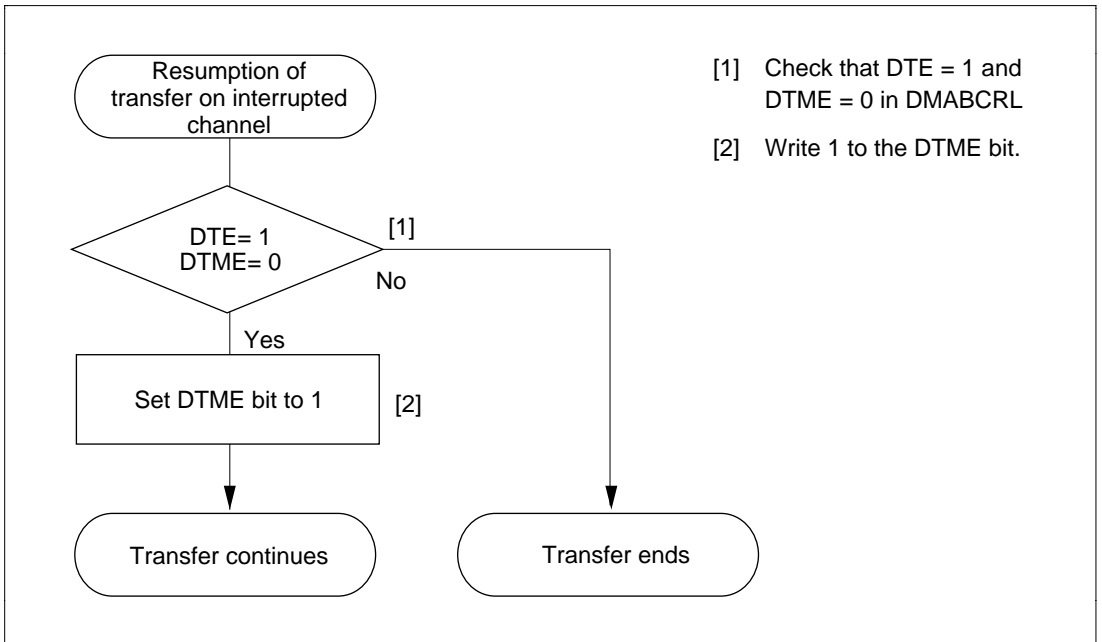 Resumption of
transfer on interrupted
channel
[1] Check that DTE = 1 and
DTME = 0 in DMABCRL
[2] Write 1 to the DTME bit.
DTE= 1
DTME= 0
[1]
No
Yes
Set DTME bit to 1
[2]
Transfer continues
Transfer ends